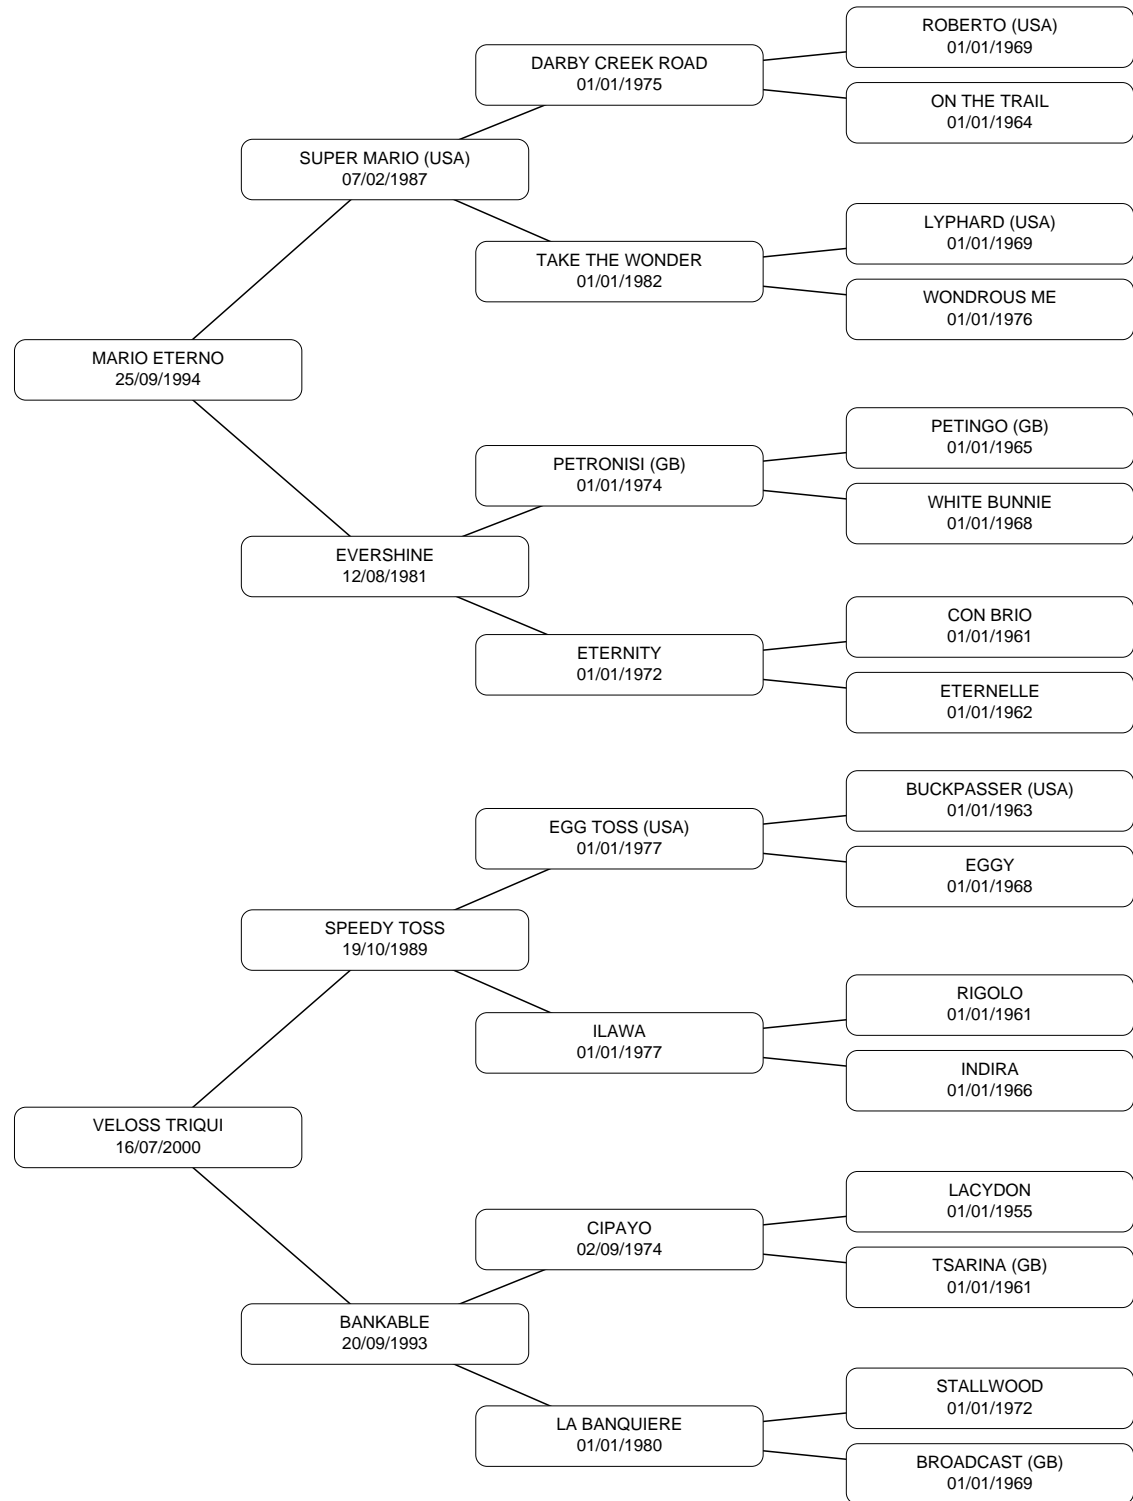 ROBERTO (USA)
01/01/1969
DARBY CREEK ROAD
01/01/1975
ON THE TRAIL
01/01/1964
SUPER MARIO (USA)
07/02/1987
LYPHARD (USA)
01/01/1969
TAKE THE WONDER
01/01/1982
WONDROUS ME
01/01/1976
MARIO ETERNO
25/09/1994
PETINGO (GB)
01/01/1965
PETRONISI (GB)
01/01/1974
WHITE BUNNIE
01/01/1968
EVERSHINE
12/08/1981
CON BRIO
01/01/1961
ETERNITY
01/01/1972
ETERNELLE
01/01/1962
BUCKPASSER (USA)
01/01/1963
EGG TOSS (USA)
01/01/1977
EGGY
01/01/1968
SPEEDY TOSS
19/10/1989
RIGOLO
01/01/1961
ILAWA
01/01/1977
INDIRA
01/01/1966
VELOSS TRIQUI
16/07/2000
LACYDON
01/01/1955
CIPAYO
02/09/1974
TSARINA (GB)
01/01/1961
BANKABLE
20/09/1993
STALLWOOD
01/01/1972
LA BANQUIERE
01/01/1980
BROADCAST (GB)
01/01/1969